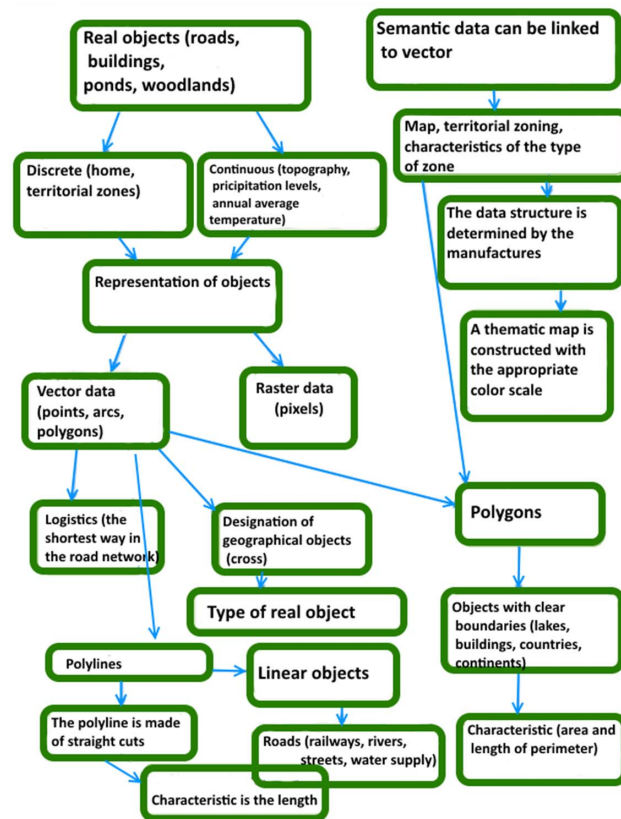 Real objects (roads,
buildings,
ponds, woodlands)
Semantic data can be linked
to vector
Map, territorial zoning,
characteristics of the type
of zone
Discrete (home,
territorial zones)
Continuous (topography,
pricipitation levels,
annual average
temperature)
The data structure is
determined by the
manufactures
Representation of objects
A thematic map is
constructed with
the appropriate
color scale
Vector data
(points, arcs,
polygons)
Raster data
(pixels)
Logistics (the
shortest way in
the road network)
Designation of
geographical objects
(cross)
Polygons
Type of real object
Objects with clear
boundaries (lakes,
buildings, countries,
continents)
Polylines
Linear objects
The polyline is made
of straight cuts
Roads (railways, rivers,
streets, water supply)
Characteristic (area and
length of perimeter)
Characteristic is the length